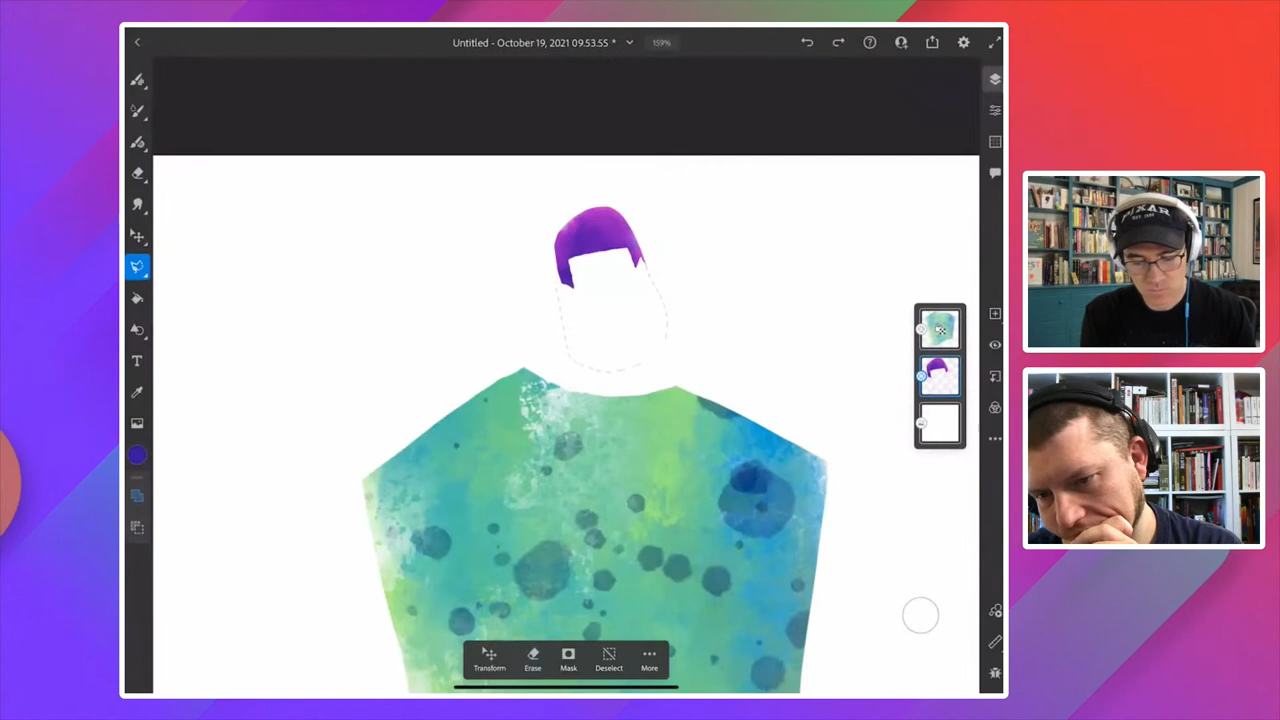 Untitled - October 19, 2021 09.53.55 *
159%
PIXAR
Transform
Erase
Mask
Deselect
More